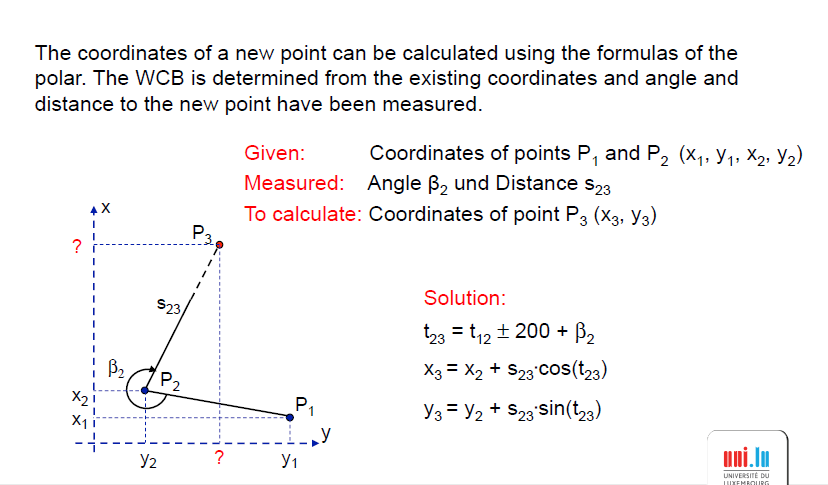 The coordinates of a new point can be calculated using the formulas of the
polar. The WCB is determined from the existing coordinates and angle and
distance to the new point have been measured.
Given: Coordinates of points P₁ and P₂ (x₁, y₁, x₂, y₂)
Measured: Angle β₂ und Distance s₂₃
To calculate: Coordinates of point P₃ (x₃, y₃)
x
?
P₃
s₂₃
β₂
P₂
x₂
x₁
P₁
y
y₂
?
y₁
Solution:
t₂₃ = t₁₂ ± 200 + β₂
x₃ = x₂ + s₂₃·cos(t₂₃)
y₃ = y₂ + s₂₃·sin(t₂₃)
uni.lu
UNIVERSITÉ DU
LUXEMBOURG